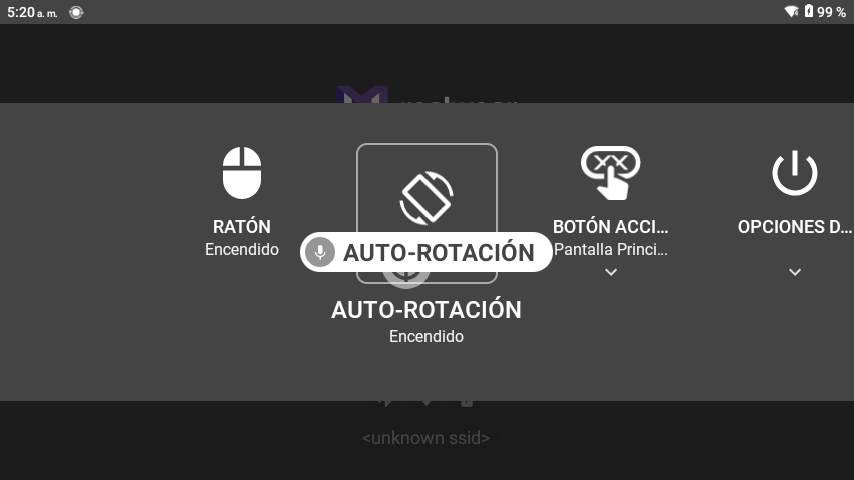 5:20 a. m.
99 %
RATÓN
Encendido
AUTO-ROTACIÓN
AUTO-ROTACIÓN
Encendido
BOTÓN ACCI...
Pantalla Princi...
OPCIONES D...
<unknown ssid>